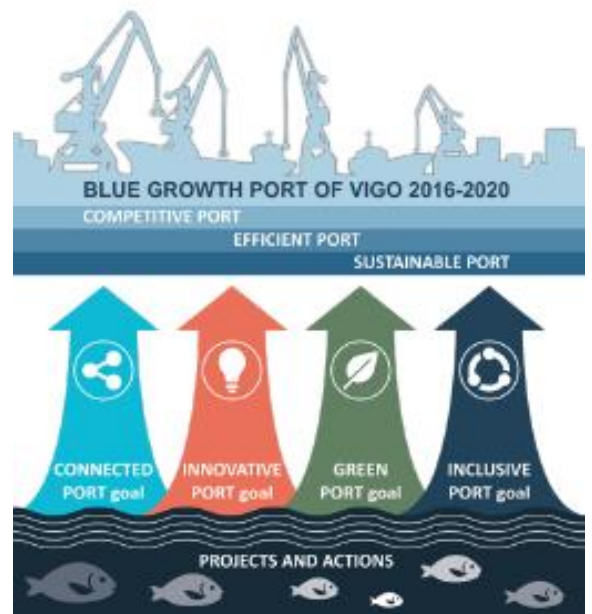 BLUE GROWTH PORT OF VIGO 2016-2020
COMPETITIVE PORT
EFFICIENT PORT
SUSTAINABLE PORT
CONNECTED
PORT goal
INNOVATIVE
PORT goal
GREEN
PORT goal
INCLUSIVE
PORT goal
PROJECTS AND ACTIONS